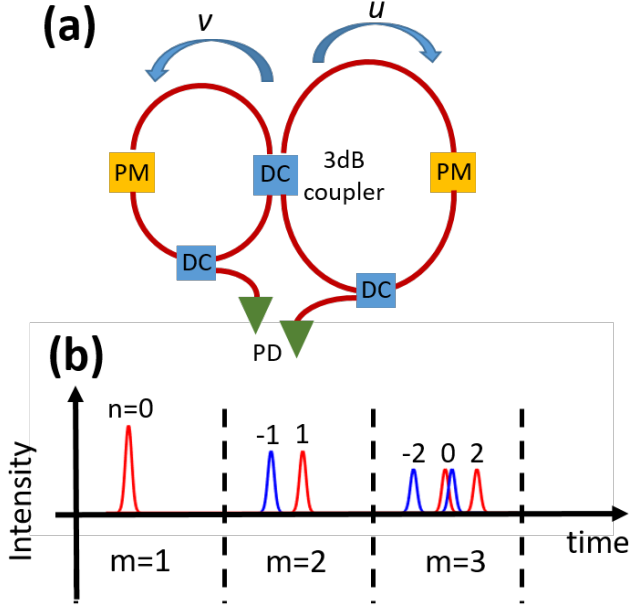 (a)
v
u
PM
DC
3dB
coupler
PM
DC
DC
PD
(b)
Intensity
n=0
-1 1
-2 0 2
time
m=1
m=2
m=3